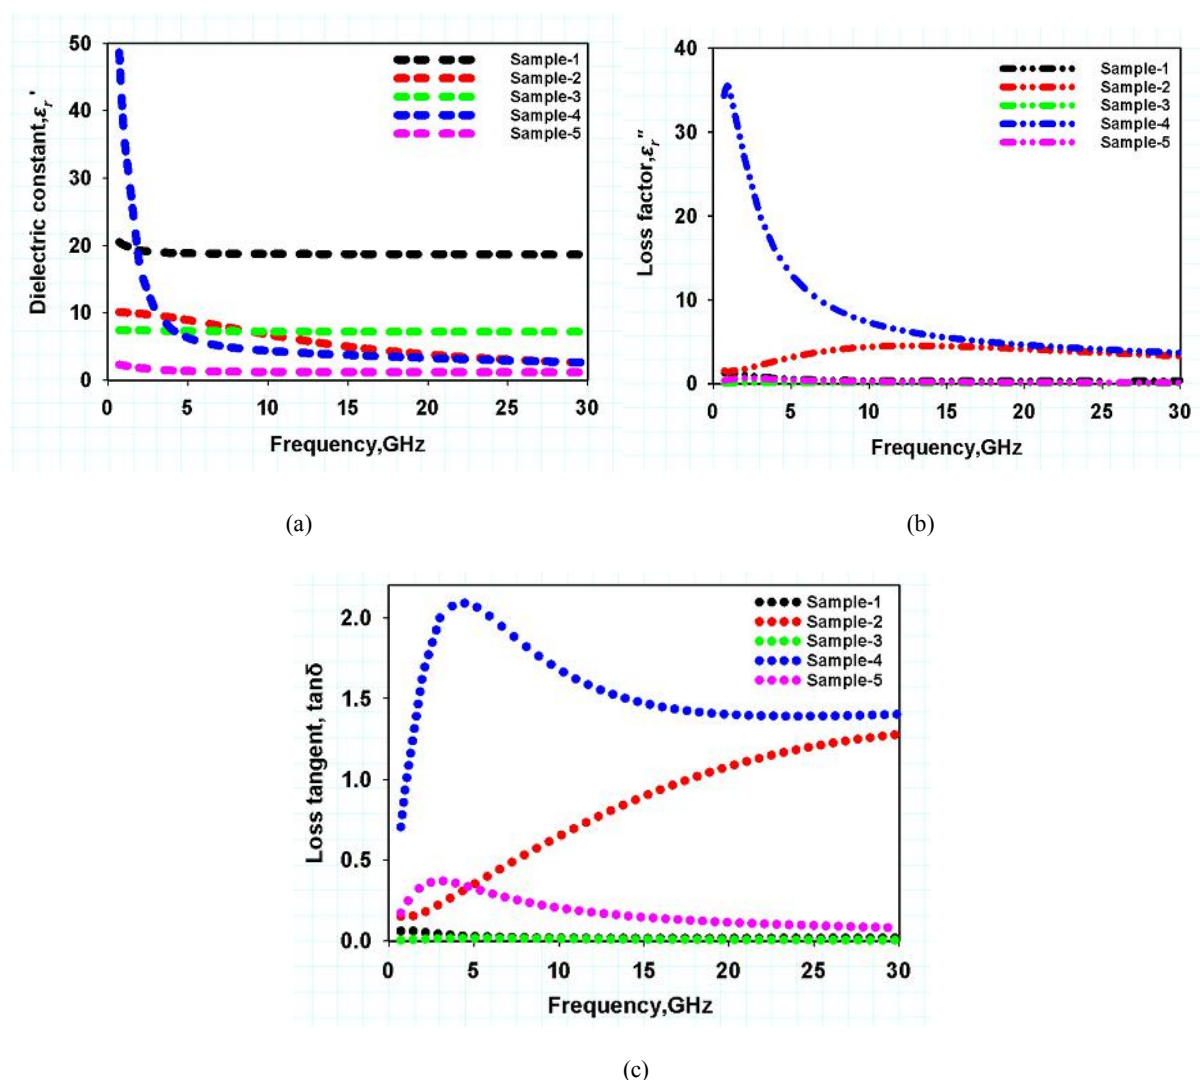 50
40
30
20
10
0
Dielectric constant,εr'
Sample-1
Sample-2
Sample-3
Sample-4
Sample-5
0 5 10 15 20 25 30
Frequency,GHz
(a)
40
30
20
10
0
Loss factor,εr"
Sample-1
Sample-2
Sample-3
Sample-4
Sample-5
0 5 10 15 20 25 30
Frequency,GHz
(b)
2.0
1.5
1.0
0.5
0.0
Loss tangent, tanδ
Sample-1
Sample-2
Sample-3
Sample-4
Sample-5
0 5 10 15 20 25 30
Frequency,GHz
(c)